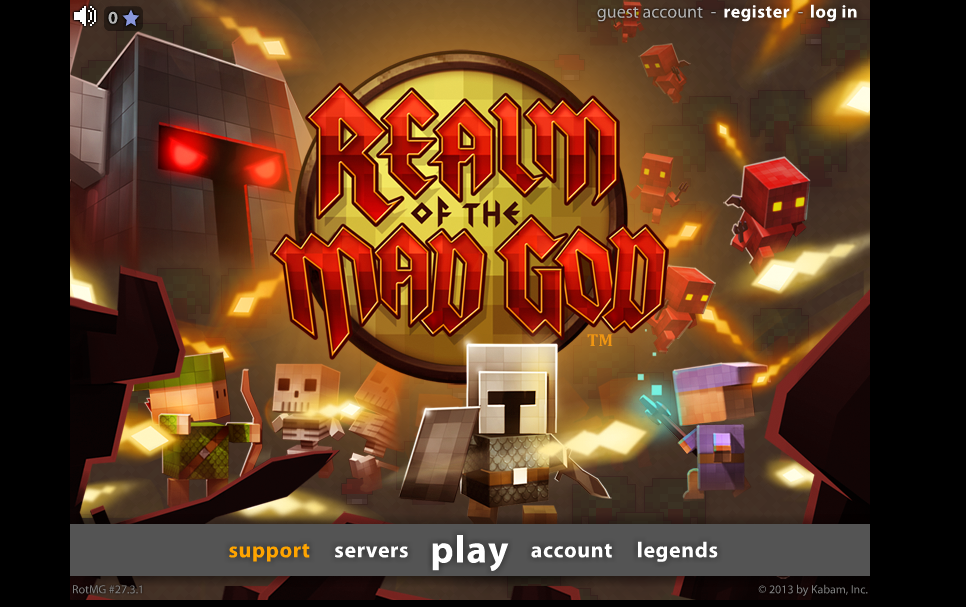 0
guest account - register - log in
REALM
OF THE
MAD GOD
TM
support servers play account legends
RotMG #27.3.1
© 2013 by Kabam, Inc.